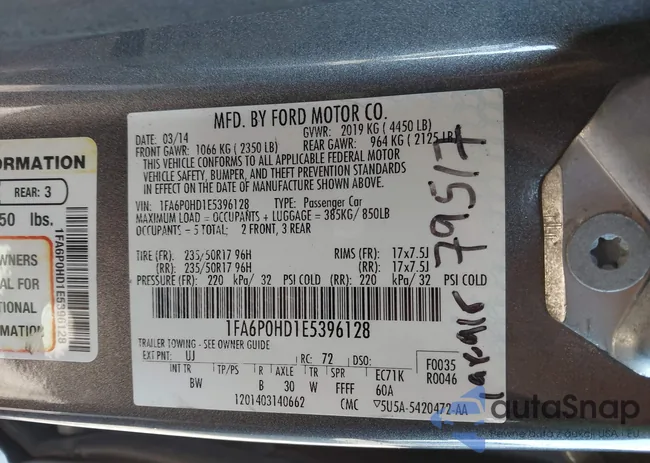 ORMATION
REAR: 3
50 lbs.
WNERS
1FA6P0HD1E5396128
MFD. BY FORD MOTOR CO.
DATE: 03/14 GVWR: 2019 KG ( 4450 LB)
FRONT GAWR: 1066 KG ( 2350 LB) REAR GAWR: 964 KG ( 2125 LB)
THIS VEHICLE CONFORMS TO ALL APPLICABLE FEDERAL MOTOR
VEHICLE SAFETY, BUMPER, AND THEFT PREVENTION STANDARDS
IN EFFECT ON THE DATE OF MANUFACTURE SHOWN ABOVE.
VIN: 1FA6P0HD1E5396128 TYPE: Passenger Car
MAXIMUM LOAD = OCCUPANTS + LUGGAGE = 385KG/ 850LB
OCCUPANTS - 5 TOTAL: 2 FRONT, 3 REAR
TIRE (FR): 235/50R17 96H RIMS (FR): 17x7.5J
(RR): 235/50R17 96H (RR): 17x7.5J
PRESSURE (FR): 220 kPa/ 32 PSI COLD (RR): 220 kPa/ 32 PSI COLD
1FA6P0HD1E5396128
TRAILER TOWING - SEE OWNER GUIDE
EXT PNT: UJ RC: 72 DSO: F0035
INT TR TP/PS R AXLE TR SPR EC71K R0046
BW B 30 W FFFF 60A
1201403140662 CMC 5U5A-5420472-AA
79517
autaSnap
Pewne auto z autosnap USA i EU